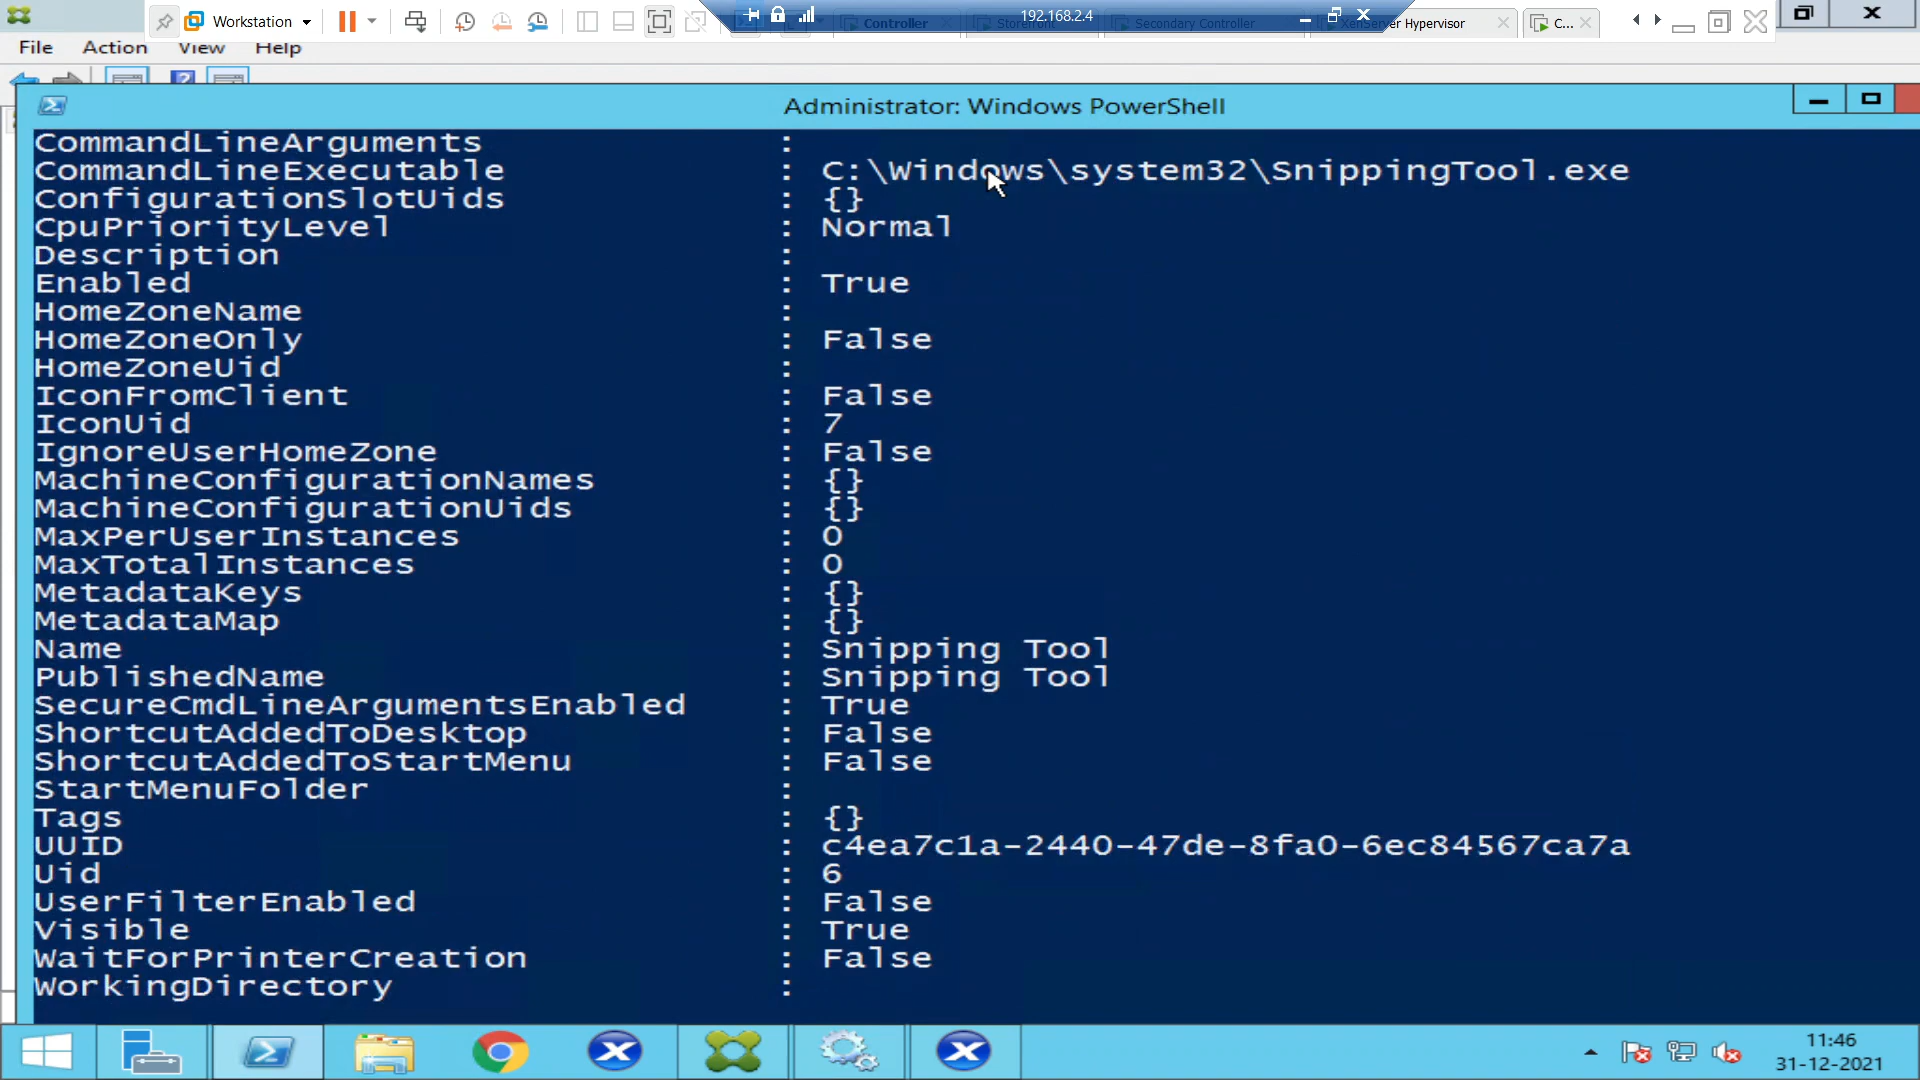 Workstation
192.168.2.4
Controller
Storefront
Secondary Controller
XenServer Hypervisor
C...
File Action View Help
Administrator: Windows PowerShell
CommandLineArguments :
CommandLineExecutable : C:\Windows\system32\SnippingTool.exe
ConfigurationSlotUids : {}
CpuPriorityLevel : Normal
Description :
Enabled : True
HomeZoneName :
HomeZoneOnly : False
HomeZoneUid :
IconFromClient : False
IconUid : 7
IgnoreUserHomeZone : False
MachineConfigurationNames : {}
MachineConfigurationUids : {}
MaxPerUserInstances : 0
MaxTotalInstances : 0
MetadataKeys : {}
MetadataMap : {}
Name : Snipping Tool
PublishedName : Snipping Tool
SecureCmdLineArgumentsEnabled : True
ShortcutAddedToDesktop : False
ShortcutAddedToStartMenu : False
StartMenuFolder :
Tags : {}
UUID : c4ea7c1a-2440-47de-8fa0-6ec84567ca7a
Uid : 6
UserFilterEnabled : False
Visible : True
WaitForPrinterCreation : False
WorkingDirectory :
11:46
31-12-2021